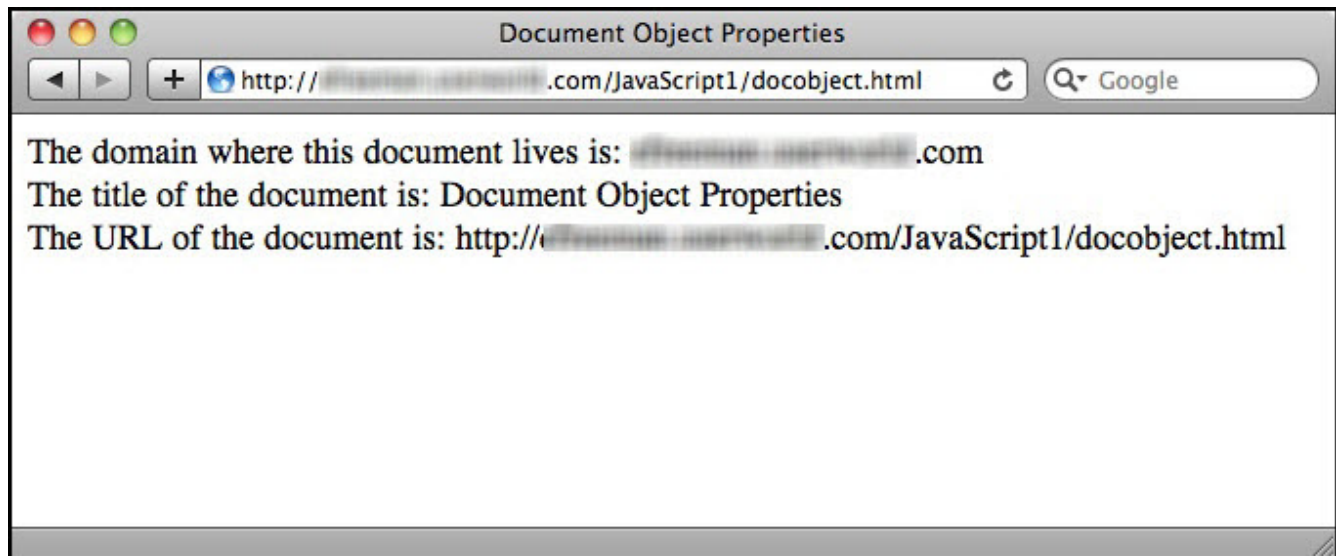 Document Object Properties
http:// .com/JavaScript1/docobject.html Google
The domain where this document lives is: .com
The title of the document is: Document Object Properties
The URL of the document is: http:// .com/JavaScript1/docobject.html